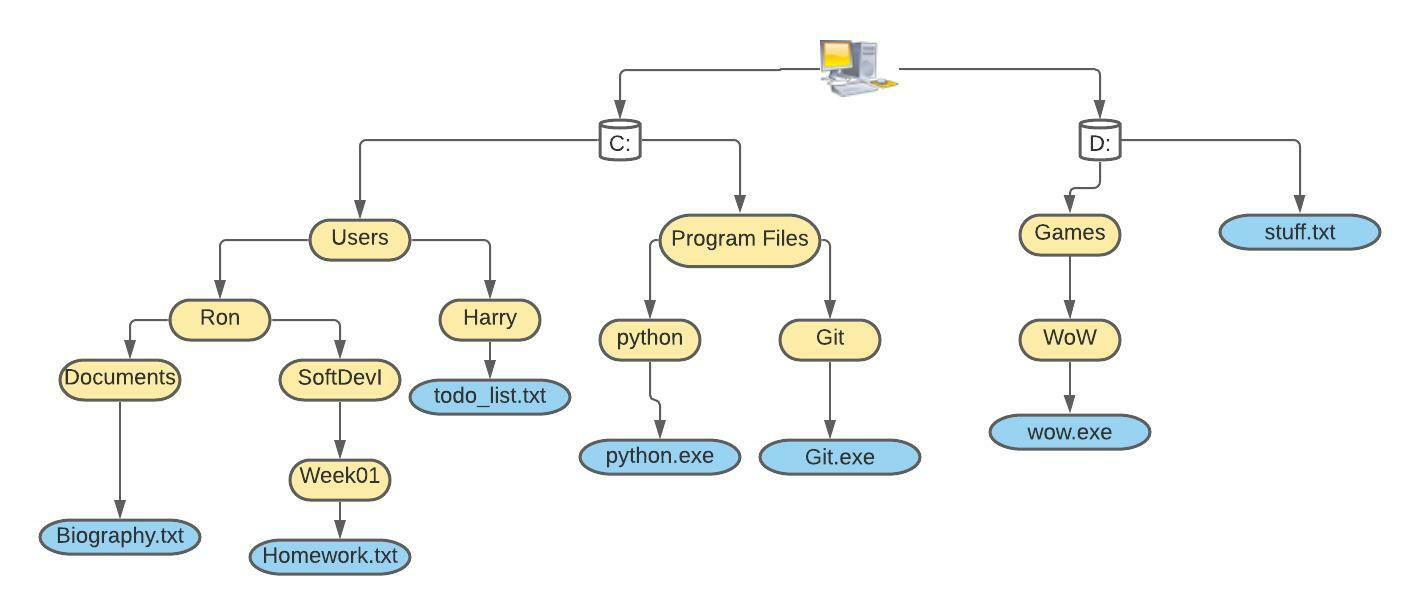 C:
D:
Users
Program Files
Games
stuff.txt
Ron
Harry
python
Git
WoW
Documents
SoftDevI
todo_list.txt
wow.exe
python.exe
Git.exe
Week01
Biography.txt
Homework.txt